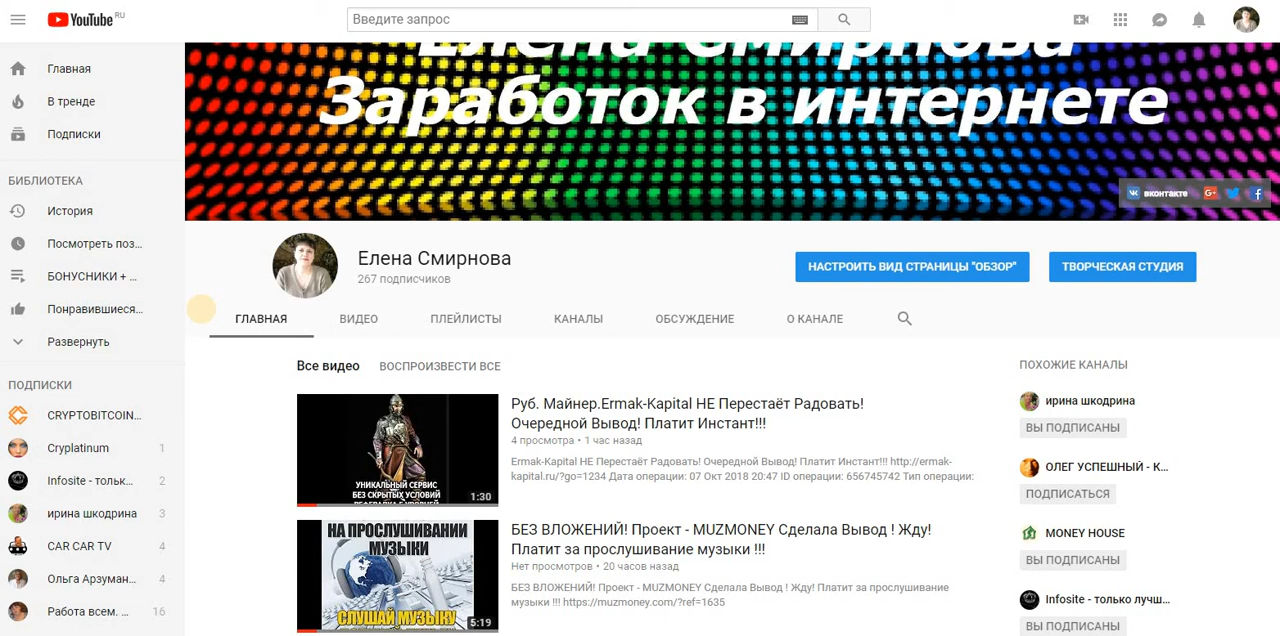 YouTube RU
Введите запрос
Елена Смирнова
Заработок в интернете
вконтакте
Главная
В тренде
Подписки
БИБЛИОТЕКА
История
Посмотреть поз...
БОНУСНИКИ + ...
Понравившиеся...
Развернуть
ПОДПИСКИ
CRYPTOBITCOIN...
Cryplatinum 1
Infosite - тольк... 2
ирина шкодрина 3
CAR CAR TV 4
Ольга Арзуман... 4
Работа всем. ... 16
Елена Смирнова
267 подписчиков
НАСТРОИТЬ ВИД СТРАНИЦЫ "ОБЗОР"
ТВОРЧЕСКАЯ СТУДИЯ
ГЛАВНАЯ
ВИДЕО
ПЛЕЙЛИСТЫ
КАНАЛЫ
ОБСУЖДЕНИЕ
О КАНАЛЕ
Все видео
ВОСПРОИЗВЕСТИ ВСЕ
УНИКАЛЬНЫЙ СЕРВИС
БЕЗ СКРЫТЫХ УСЛОВИЙ
1:30
Руб. Майнер.Ermak-Kapital НЕ Перестаёт Радовать!
Очередной Вывод! Платит Инстант!!!
4 просмотра • 1 час назад
Ermak-Kapital НЕ Перестаёт Радовать! Очередной Вывод! Платит Инстант!!! http://ermak-
kapital.ru/?go=1234 Дата операции: 07 Окт 2018 20:47 ID операции: 656745742 Тип операции:
НА ПРОСЛУШИВАНИИ
МУЗЫКИ
СЛУШАЙ МУЗЫКУ
5:19
БЕЗ ВЛОЖЕНИЙ! Проект - MUZMONEY Сделала Вывод ! Жду!
Платит за прослушивание музыки !!!
Нет просмотров • 20 часов назад
БЕЗ ВЛОЖЕНИЙ! Проект - MUZMONEY Сделала Вывод ! Жду! Платит за прослушивание
музыки !!! https://muzmoney.com/?ref=1635
ПОХОЖИЕ КАНАЛЫ
ирина шкодрина
ВЫ ПОДПИСАНЫ
ОЛЕГ УСПЕШНЫЙ - К...
ПОДПИСАТЬСЯ
MONEY HOUSE
ВЫ ПОДПИСАНЫ
Infosite - только лучш...
ВЫ ПОДПИСАНЫ